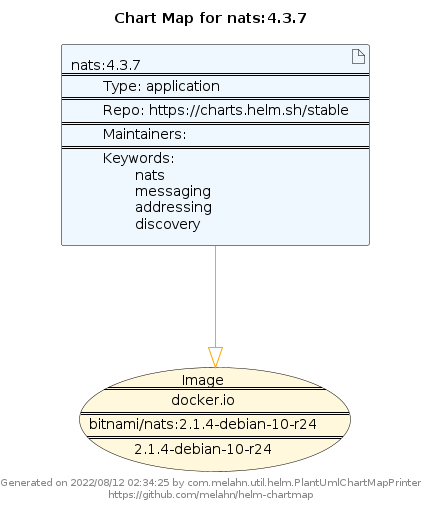 Chart Map for nats:4.3.7
nats:4.3.7
Type: application
Repo: https://charts.helm.sh/stable
Maintainers:
Keywords:
nats
messaging
addressing
discovery
Image
docker.io
bitnami/nats:2.1.4-debian-10-r24
2.1.4-debian-10-r24
Generated on 2022/08/12 02:34:25 by com.melahn.util.helm.PlantUmlChartMapPrinter
https://github.com/melahn/helm-chartmap